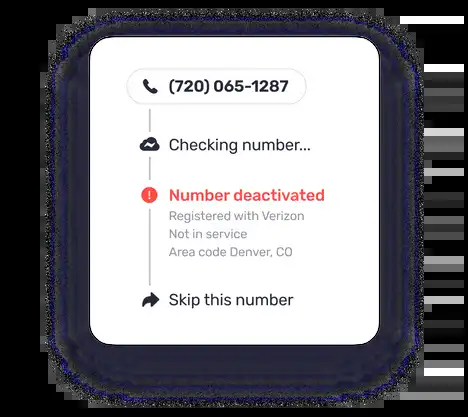 (720) 065-1287
Checking number...
Number deactivated
Registered with Verizon
Not in service
Area code Denver, CO
Skip this number